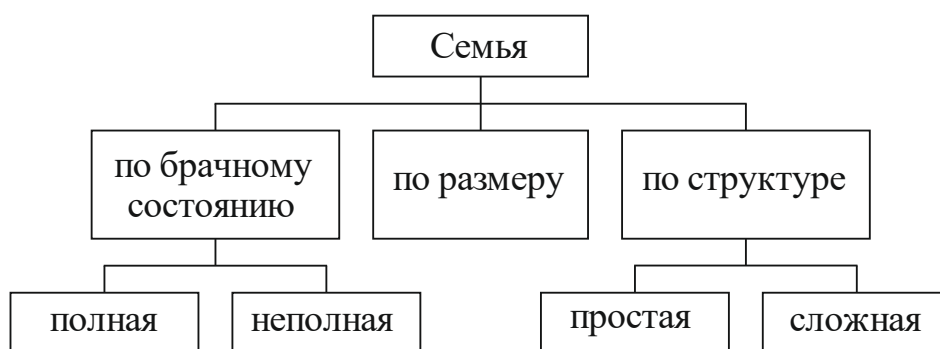 Семья
по брачному
состоянию
по размеру
по структуре
полная
неполная
простая
сложная